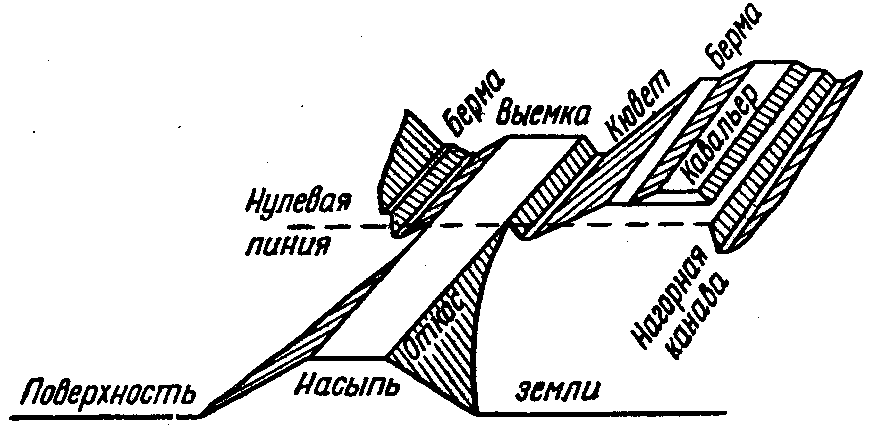 Берма
Выемка
Кювет
Берма
Кавальер
Нулевая
линия
Нагорная
канава
Откос
Поверхность
Насыпь
земли